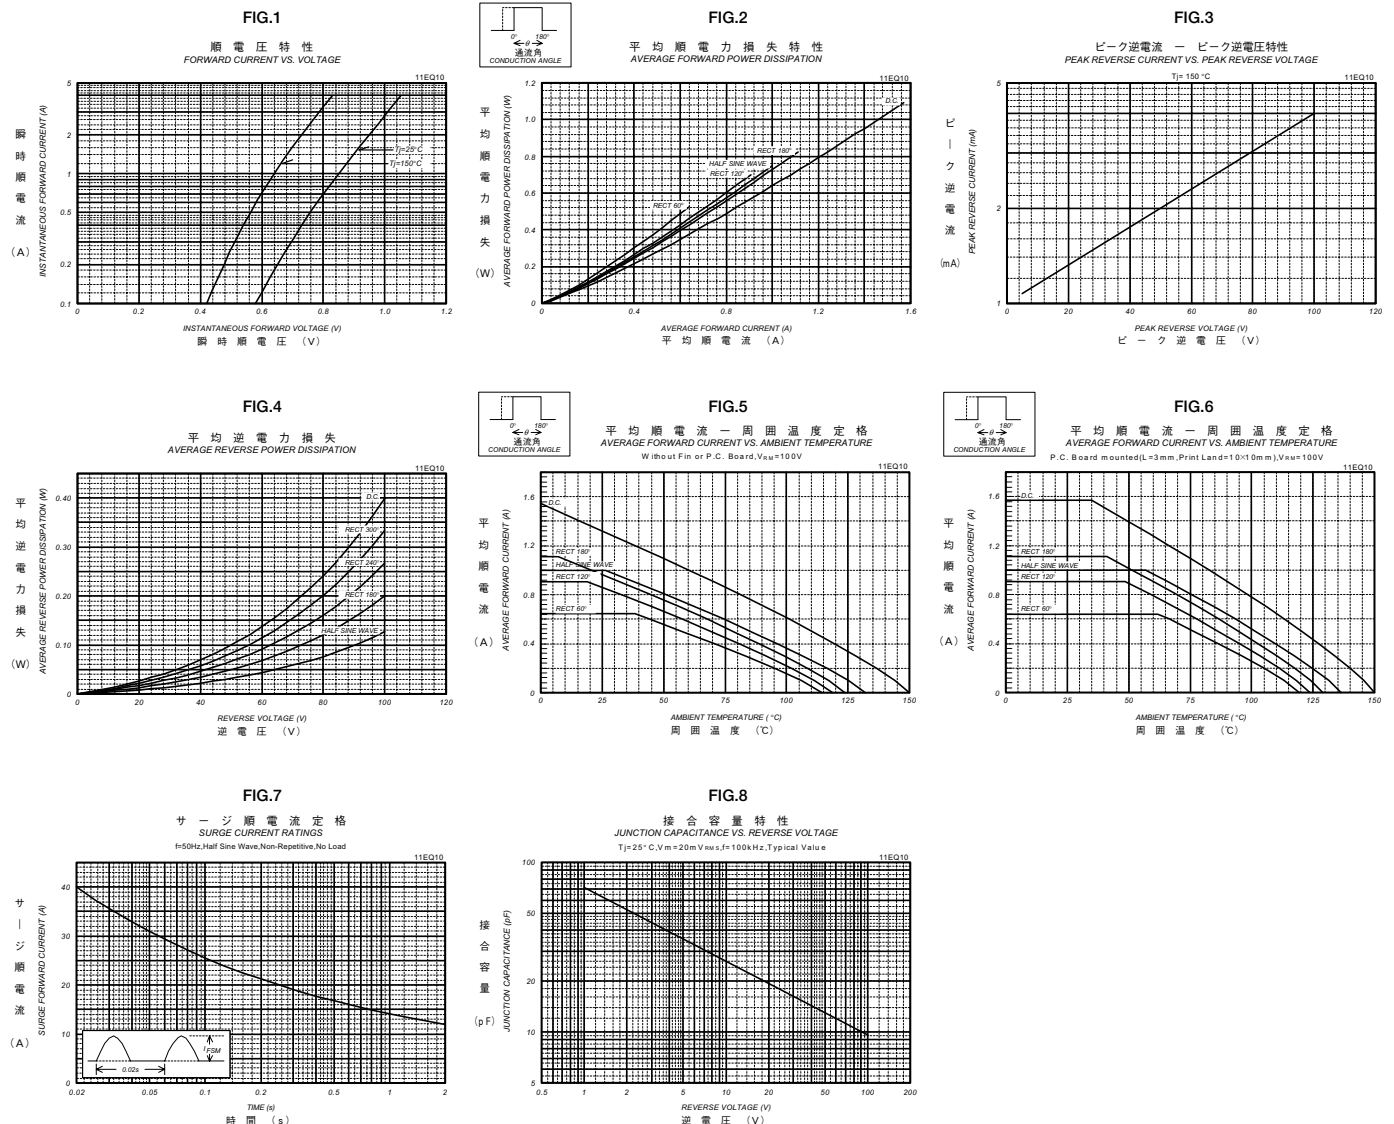 FIG.1
順電圧特性
FORWARD CURRENT VS. VOLTAGE
11EQ10
瞬時順電流 (A)
INSTANTANEOUS FORWARD CURRENT (A)
5
2
1
0.5
0.2
0.1
Tj=25°C
Tj=150°C
0 0.2 0.4 0.6 0.8 1.0 1.2
INSTANTANEOUS FORWARD VOLTAGE (V)
瞬時順電圧 (V)
0° 180°
θ
通流角
CONDUCTION ANGLE
FIG.2
平均順電力損失特性
AVERAGE FORWARD POWER DISSIPATION
11EQ10
平均順電力損失 (W)
AVERAGE FORWARD POWER DISSIPATION (W)
1.2
1.0
0.8
0.6
0.4
0.2
0
D.C.
RECT 180°
HALF SINE WAVE
RECT 120°
RECT 60°
0 0.4 0.8 1.2 1.6
AVERAGE FORWARD CURRENT (A)
平均順電流 (A)
FIG.3
ピーク逆電流 ー ピーク逆電圧特性
PEAK REVERSE CURRENT VS. PEAK REVERSE VOLTAGE
Tj= 150 °C
11EQ10
ピーク逆電流 (mA)
PEAK REVERSE CURRENT (mA)
5
2
1
0 20 40 60 80 100 120
PEAK REVERSE VOLTAGE (V)
ピーク逆電圧 (V)
FIG.4
平均逆電力損失
AVERAGE REVERSE POWER DISSIPATION
11EQ10
平均逆電力損失 (W)
AVERAGE REVERSE POWER DISSIPATION (W)
0.40
0.30
0.20
0.10
0
D.C.
RECT 300°
RECT 240°
RECT 180°
HALF SINE WAVE
0 20 40 60 80 100 120
REVERSE VOLTAGE (V)
逆電圧 (V)
0° 180°
θ
通流角
CONDUCTION ANGLE
FIG.5
平均順電流ー周囲温度定格
AVERAGE FORWARD CURRENT VS. AMBIENT TEMPERATURE
Without Fin or P.C. Board,VRM=100V
11EQ10
平均順電流 (A)
AVERAGE FORWARD CURRENT (A)
1.6
1.2
0.8
0.4
0
D.C.
RECT 180°
HALF SINE WAVE
RECT 120°
RECT 60°
0 25 50 75 100 125 150
AMBIENT TEMPERATURE (°C)
周囲温度 (℃)
0° 180°
θ
通流角
CONDUCTION ANGLE
FIG.6
平均順電流ー周囲温度定格
AVERAGE FORWARD CURRENT VS. AMBIENT TEMPERATURE
P.C. Board mounted(L=3mm,Print Land=10×10mm),VRM=100V
11EQ10
平均順電流 (A)
AVERAGE FORWARD CURRENT (A)
1.6
1.2
0.8
0.4
0
D.C.
RECT 180°
HALF SINE WAVE
RECT 120°
RECT 60°
0 25 50 75 100 125 150
AMBIENT TEMPERATURE (°C)
周囲温度 (℃)
FIG.7
サージ順電流定格
SURGE CURRENT RATINGS
f=50Hz,Half Sine Wave,Non-Repetitive,No Load
11EQ10
サージ順電流 (A)
SURGE FORWARD CURRENT (A)
40
30
20
10
0
IFSM
0.02s
0.02 0.05 0.1 0.2 0.5 1 2
TIME (s)
時間 (s)
FIG.8
接合容量特性
JUNCTION CAPACITANCE VS. REVERSE VOLTAGE
Tj=25°C,Vm=20mVRMS,f=100kHz,Typical Value
11EQ10
接合容量 (pF)
JUNCTION CAPACITANCE (pF)
100
50
20
10
5
0.5 1 2 5 10 20 50 100 200
REVERSE VOLTAGE (V)
逆電圧 (V)